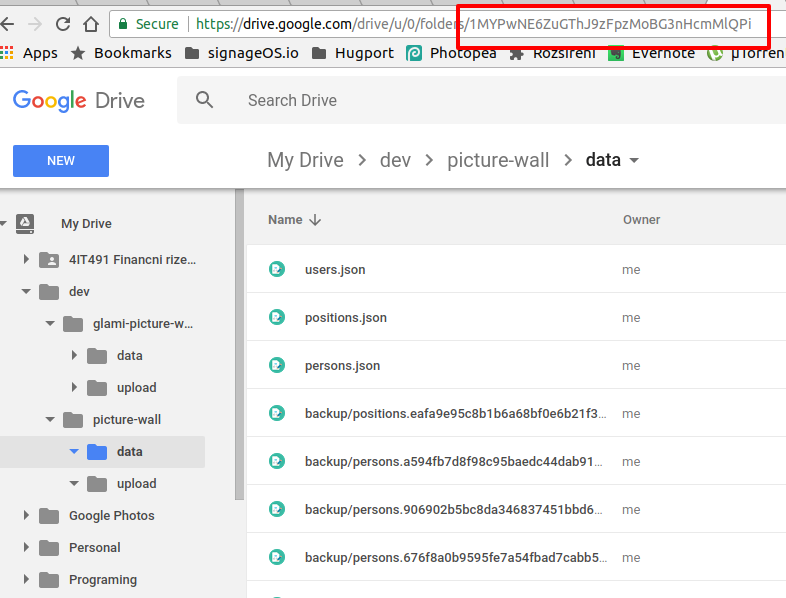 Secure https://drive.google.com/drive/u/0/folders/1MYPwNE6ZuGThJ9zFpzMoBG3nHcmMlQPi
Apps Bookmarks signageOS.io Hugport Photopea Rozšíření Evernote µTorren
Google Drive Search Drive
NEW My Drive > dev > picture-wall > data
My Drive
4IT491 Financni rize...
dev
glami-picture-w...
data
upload
picture-wall
data
upload
Google Photos
Personal
Programing
Name Owner
users.json me
positions.json me
persons.json me
backup/positions.eafa9e95c8b1b6a68bf0e6b21f3... me
backup/persons.a594fb7d8f98c95baedc44dab91... me
backup/persons.906902b5bc8da346837451bbd6... me
backup/persons.676f8a0b9595fe7a54fbad7cabb5... me